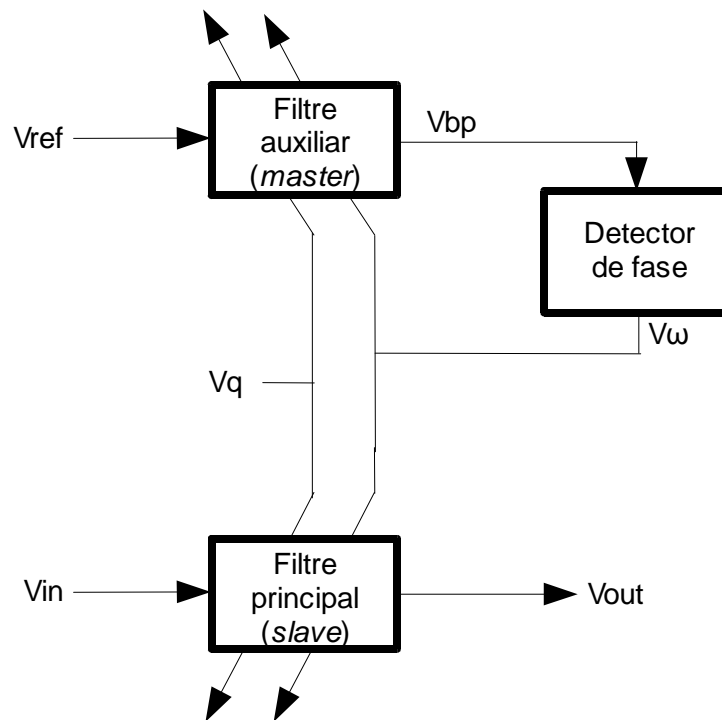 Filtre
auxiliar
(master)
Vref
Vbp
Detector
de fase
Vω
Vq
Filtre
principal
(slave)
Vin
Vout